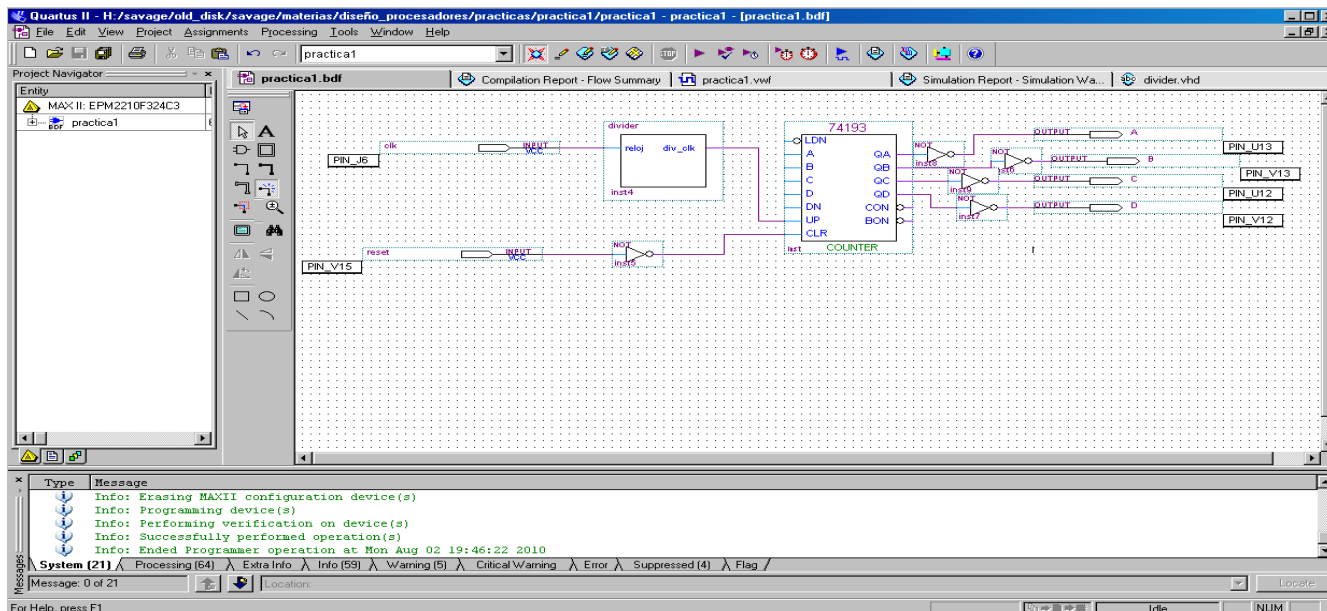 Quartus II - H:/savage/old_disk/savage/materias/diseño_procesadores/practicas/practica1/practica1 - practica1 - [practica1.bdf]
File Edit View Project Assignments Processing Tools Window Help
practica1
Project Navigator
practica1.bdf
Compilation Report - Flow Summary
practica1.vwf
Simulation Report - Simulation Wa...
divider.vhd
Entity
MAX II: EPM2210F324C3
practica1
clk
INPUT
VCC
PIN_J6
divider
reloj div_clk
inst4
reset
INPUT
VCC
PIN_V15
NOT
inst5
74193
LDN
A QA
B QB
C QC
D QD
DN CON
UP BON
CLR
inst COUNTER
NOT
inst8
NOT
inst6
NOT
inst9
NOT
inst7
OUTPUT A
PIN_U13
OUTPUT B
PIN_V13
OUTPUT C
PIN_U12
OUTPUT D
PIN_V12
Type Message
Info: Erasing MAXII configuration device(s)
Info: Programming device(s)
Info: Performing verification on device(s)
Info: Successfully performed operation(s)
Info: Ended Programmer operation at Mon Aug 02 19:46:22 2010
System (21) Processing (64) Extra Info Info (59) Warning (5) Critical Warning Error Suppressed (4) Flag
Messages
Message: 0 of 21
Location:
Locate
For Help, press F1
Idle
NUM